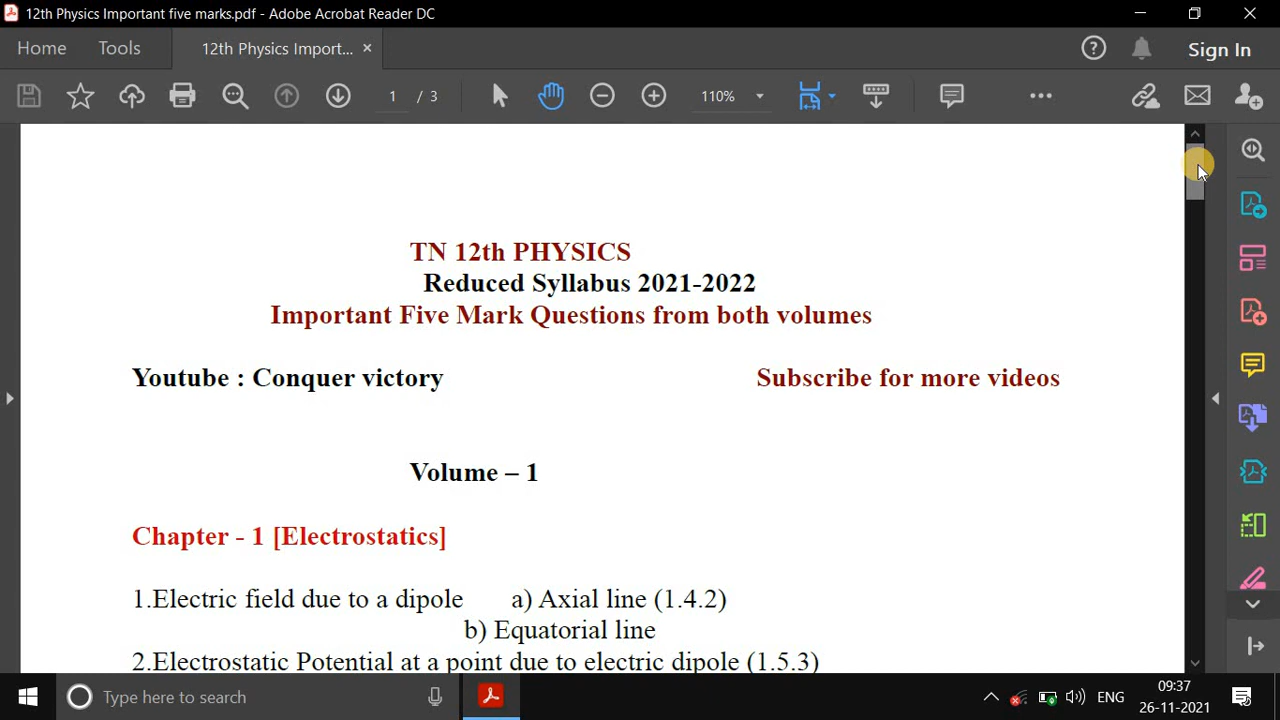 12th Physics Important five marks.pdf - Adobe Acrobat Reader DC
Home Tools 12th Physics Import... × Sign In
1 / 3 110%
TN 12th PHYSICS
Reduced Syllabus 2021-2022
Important Five Mark Questions from both volumes
Youtube : Conquer victory Subscribe for more videos
Volume – 1
Chapter - 1 [Electrostatics]
1.Electric field due to a dipole a) Axial line (1.4.2)
b) Equatorial line
2.Electrostatic Potential at a point due to electric dipole (1.5.3)
Type here to search ENG 09:37
26-11-2021